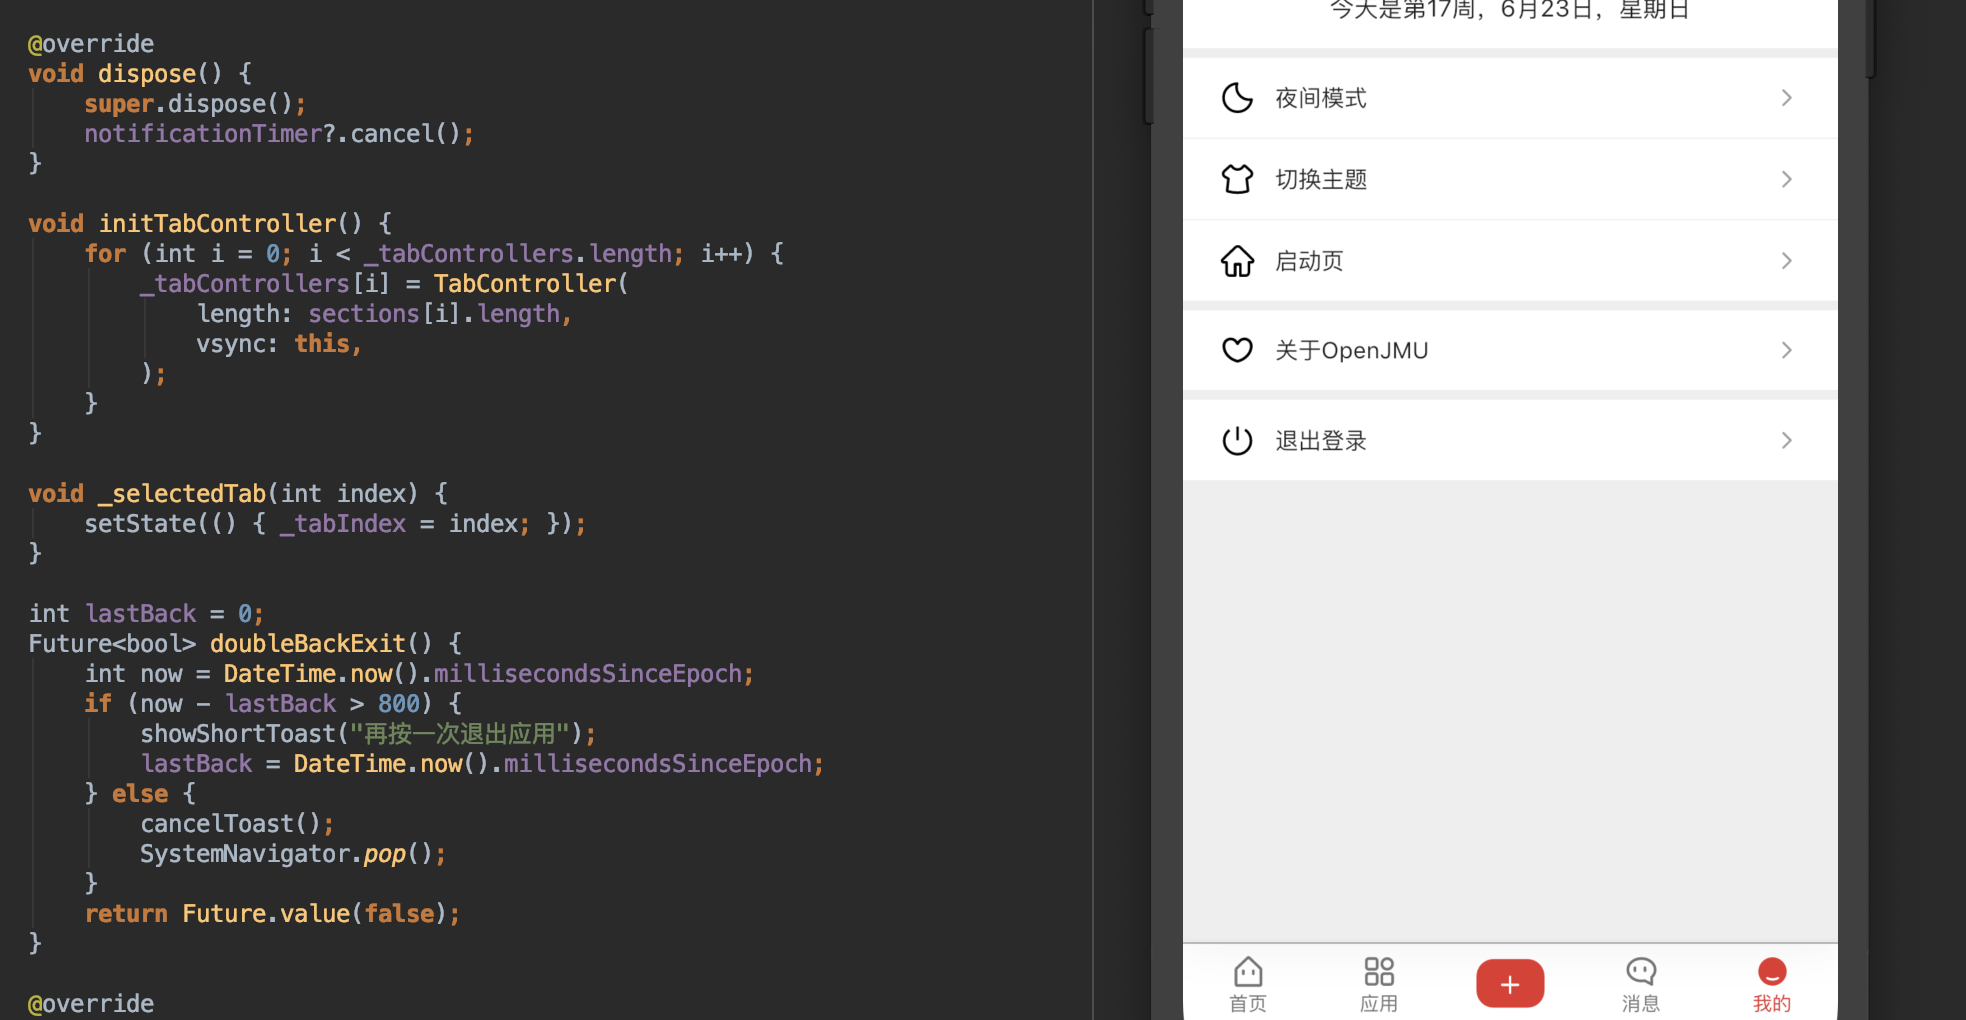 @override
void dispose() {
    super.dispose();
    notificationTimer?.cancel();
}

void initTabController() {
    for (int i = 0; i < _tabControllers.length; i++) {
        _tabControllers[i] = TabController(
            length: sections[i].length,
            vsync: this,
        );
    }
}

void _selectedTab(int index) {
    setState(() { _tabIndex = index; });
}

int lastBack = 0;
Future<bool> doubleBackExit() {
    int now = DateTime.now().millisecondsSinceEpoch;
    if (now - lastBack > 800) {
        showShortToast("再按一次退出应用");
        lastBack = DateTime.now().millisecondsSinceEpoch;
    } else {
        cancelToast();
        SystemNavigator.pop();
    }
    return Future.value(false);
}

@override
今天是第17周，6月23日，星期日
夜间模式
切换主题
启动页
关于OpenJMU
退出登录
首页
应用
消息
我的